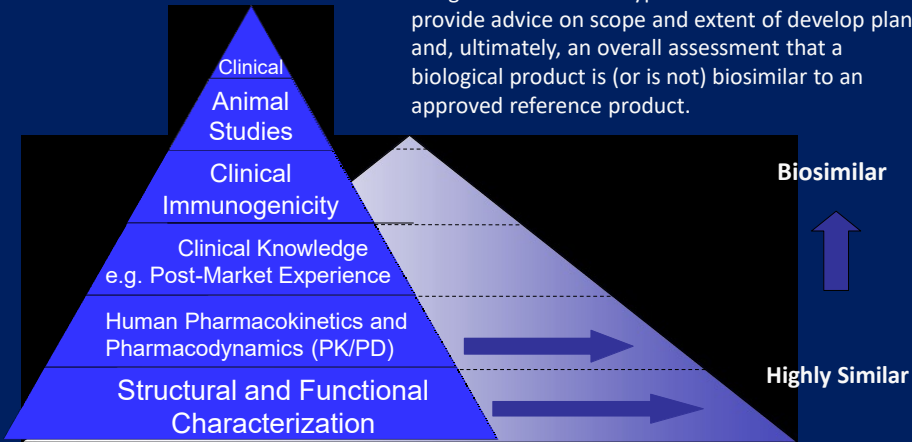 provide advice on scope and extent of develop plan
and, ultimately, an overall assessment that a
biological product is (or is not) biosimilar to an
approved reference product.
Clinical
Animal
Studies
Clinical
Immunogenicity
Clinical Knowledge
e.g. Post-Market Experience
Human Pharmacokinetics and
Pharmacodynamics (PK/PD)
Structural and Functional
Characterization
Biosimilar
Highly Similar